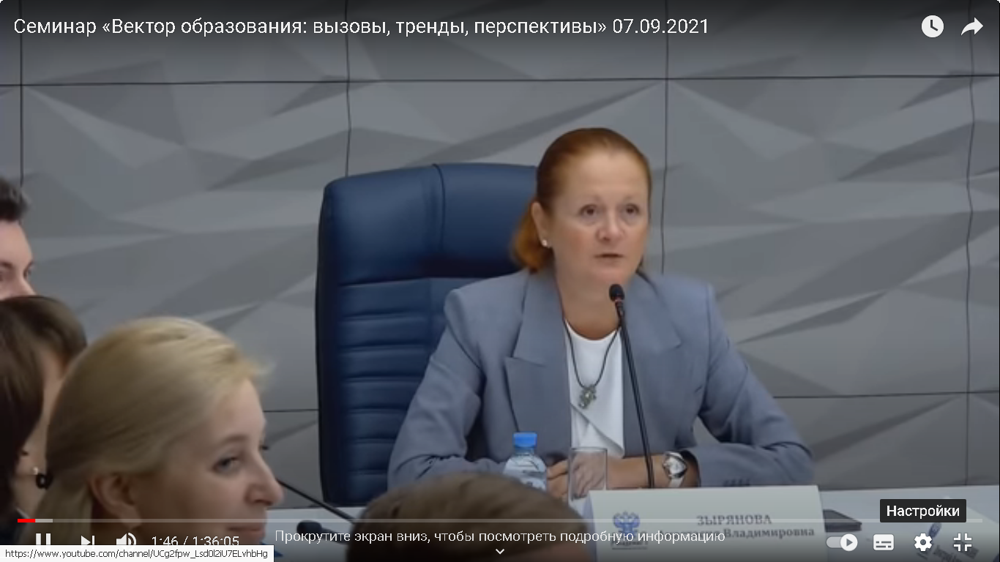 Семинар «Вектор образования: вызовы, тренды, перспективы» 07.09.2021
Настройки
ЗЫРЯНОВА
Владимировна
Прокрутите экран вниз, чтобы посмотреть подробную информацию
1:46 / 1:36:05
https://www.youtube.com/channel/UCg2fpw_Lsd0l2iU7ELvhbHg